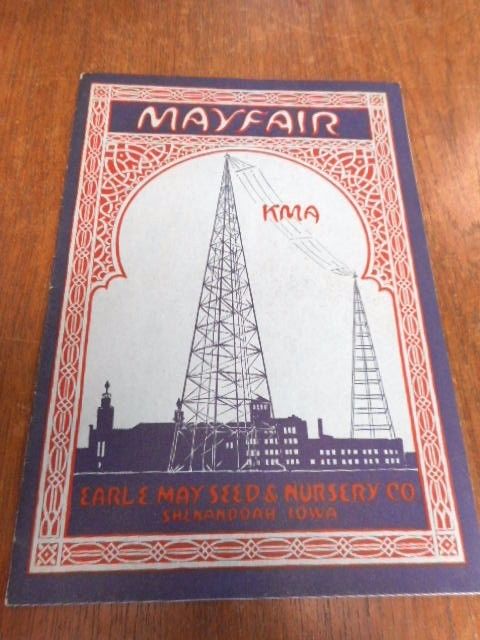 MAYFAIR
KMA
EARL E MAY SEED & NURSERY CO
SHENANDOAH IOWA